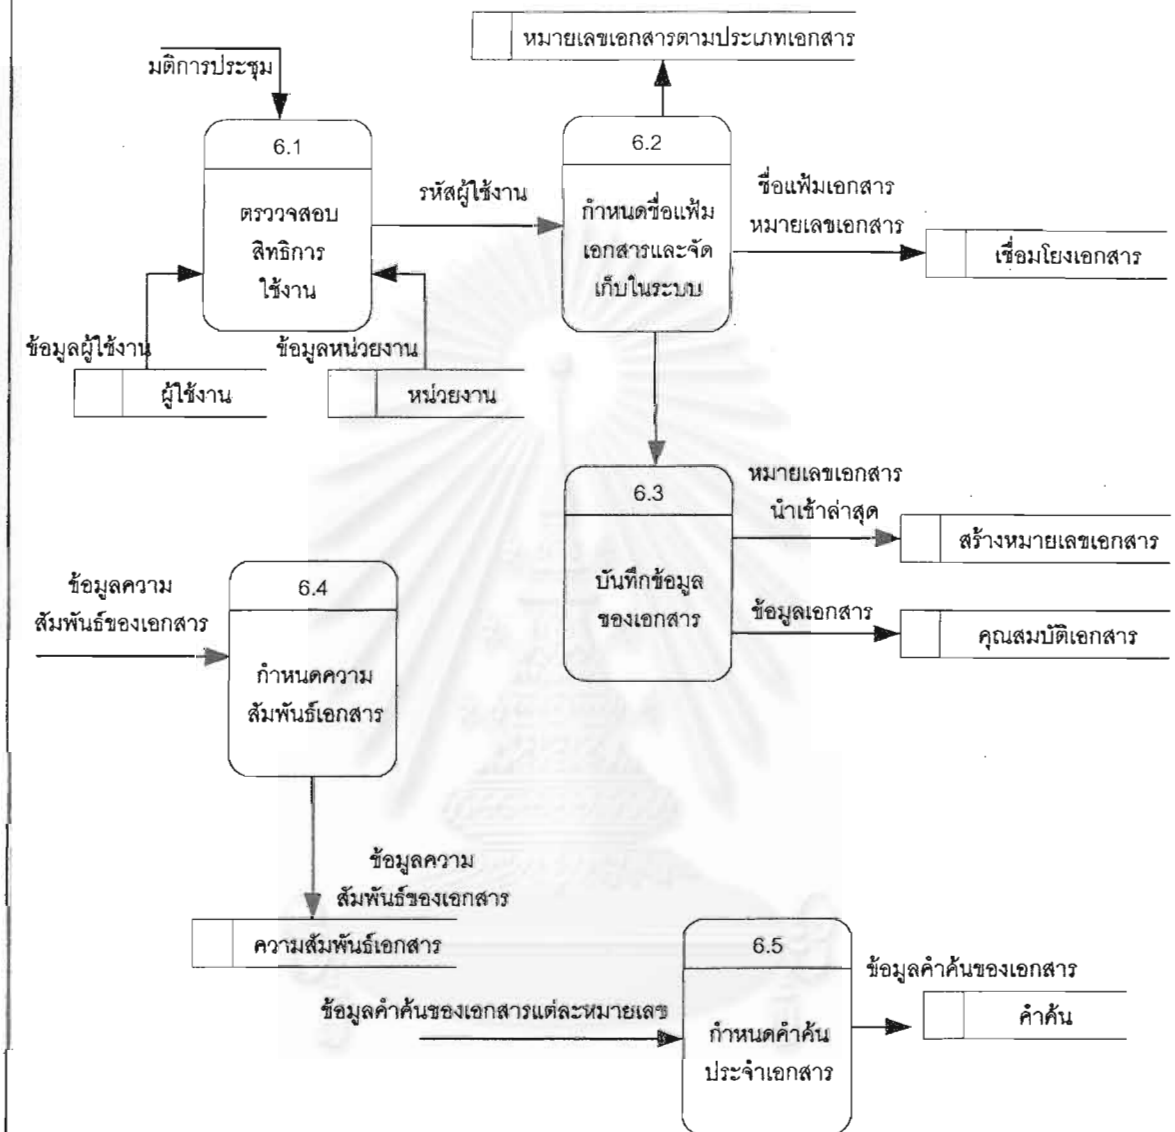 หมายเลขเอกสารตามประเภทเอกสาร
มติการประชุม
6.1
ตรววจสอบ
สิทธิการ
ใช้งาน
รหัสผู้ใช้งาน
6.2
กำหนดชื่อแฟ้ม
เอกสารและจัด
เก็บในระบบ
ชื่อแฟ้มเอกสาร
หมายเลขเอกสาร
เชื่อมโยงเอกสาร
ข้อมูลผู้ใช้งาน
ข้อมูลหน่วยงาน
ผู้ใช้งาน
หน่วยงาน
6.3
บันทึกข้อมูล
ของเอกสาร
หมายเลขเอกสาร
นำเข้าล่าสุด
สร้างหมายเลขเอกสาร
ข้อมูลเอกสาร
คุณสมบัติเอกสาร
ข้อมูลความ
สัมพันธ์ของเอกสาร
6.4
กำหนดความ
สัมพันธ์เอกสาร
ข้อมูลความ
สัมพันธ์ของเอกสาร
ความสัมพันธ์เอกสาร
ข้อมูลคำค้นของเอกสารแต่ละหมายเลข
6.5
กำหนดคำค้น
ประจำเอกสาร
ข้อมูลคำค้นของเอกสาร
คำค้น